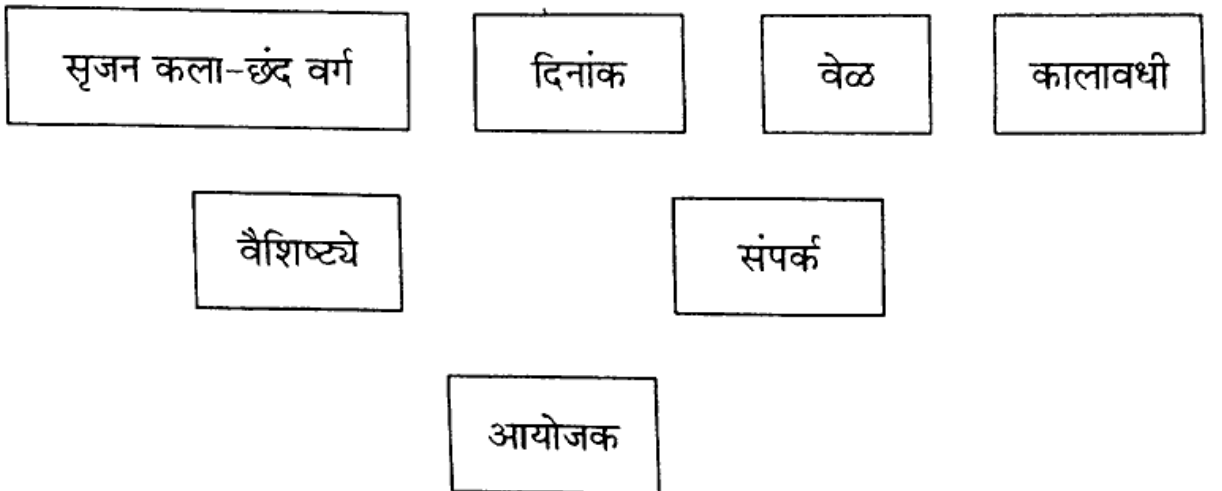 सृजन कला-छंद वर्ग दिनांक वेळ कालावधी
वैशिष्ट्ये संपर्क
आयोजक